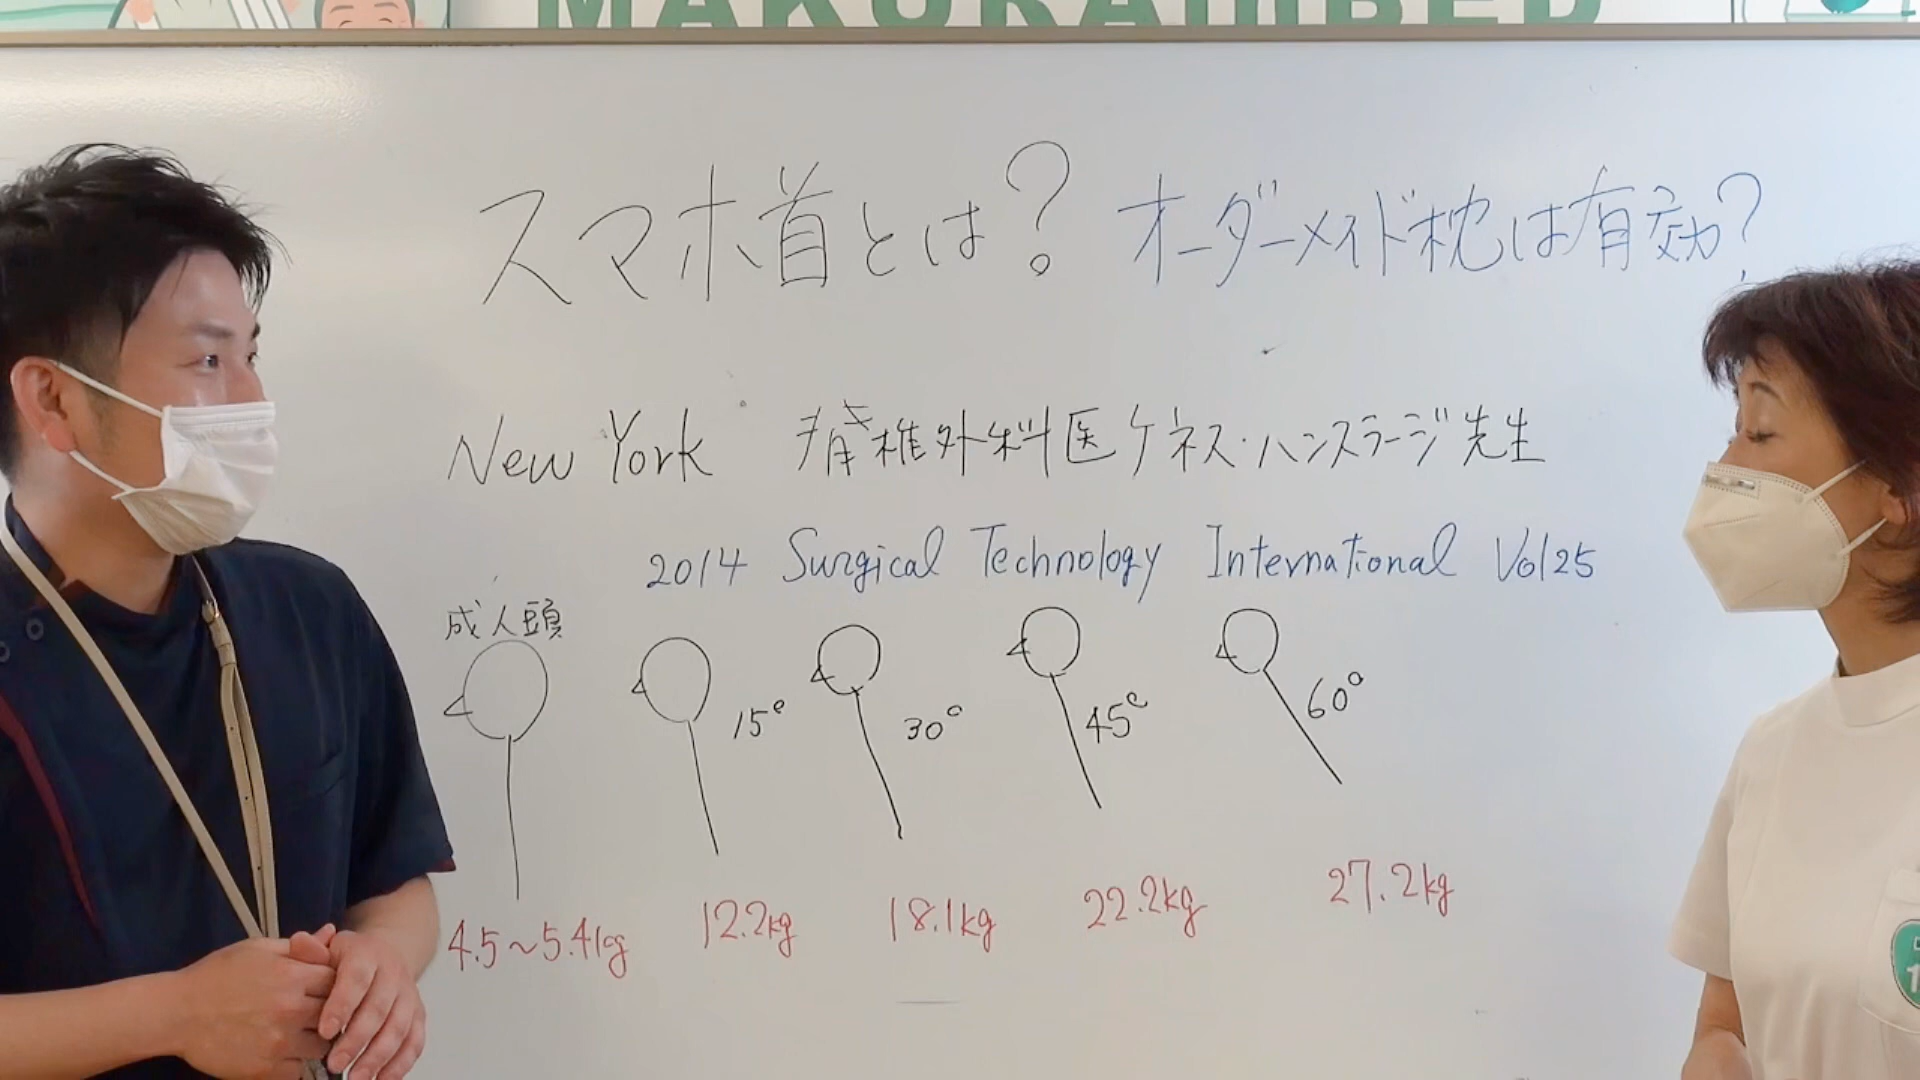 スマホ首とは? オーダーメイド枕は有効?
New York 脊椎外科医ケネス・ハンスラージ先生
2014 Surgical Technology International Vol25
成人頭
15° 30° 45° 60°
4.5~5.4kg 12.2kg 18.1kg 22.2kg 27.2kg